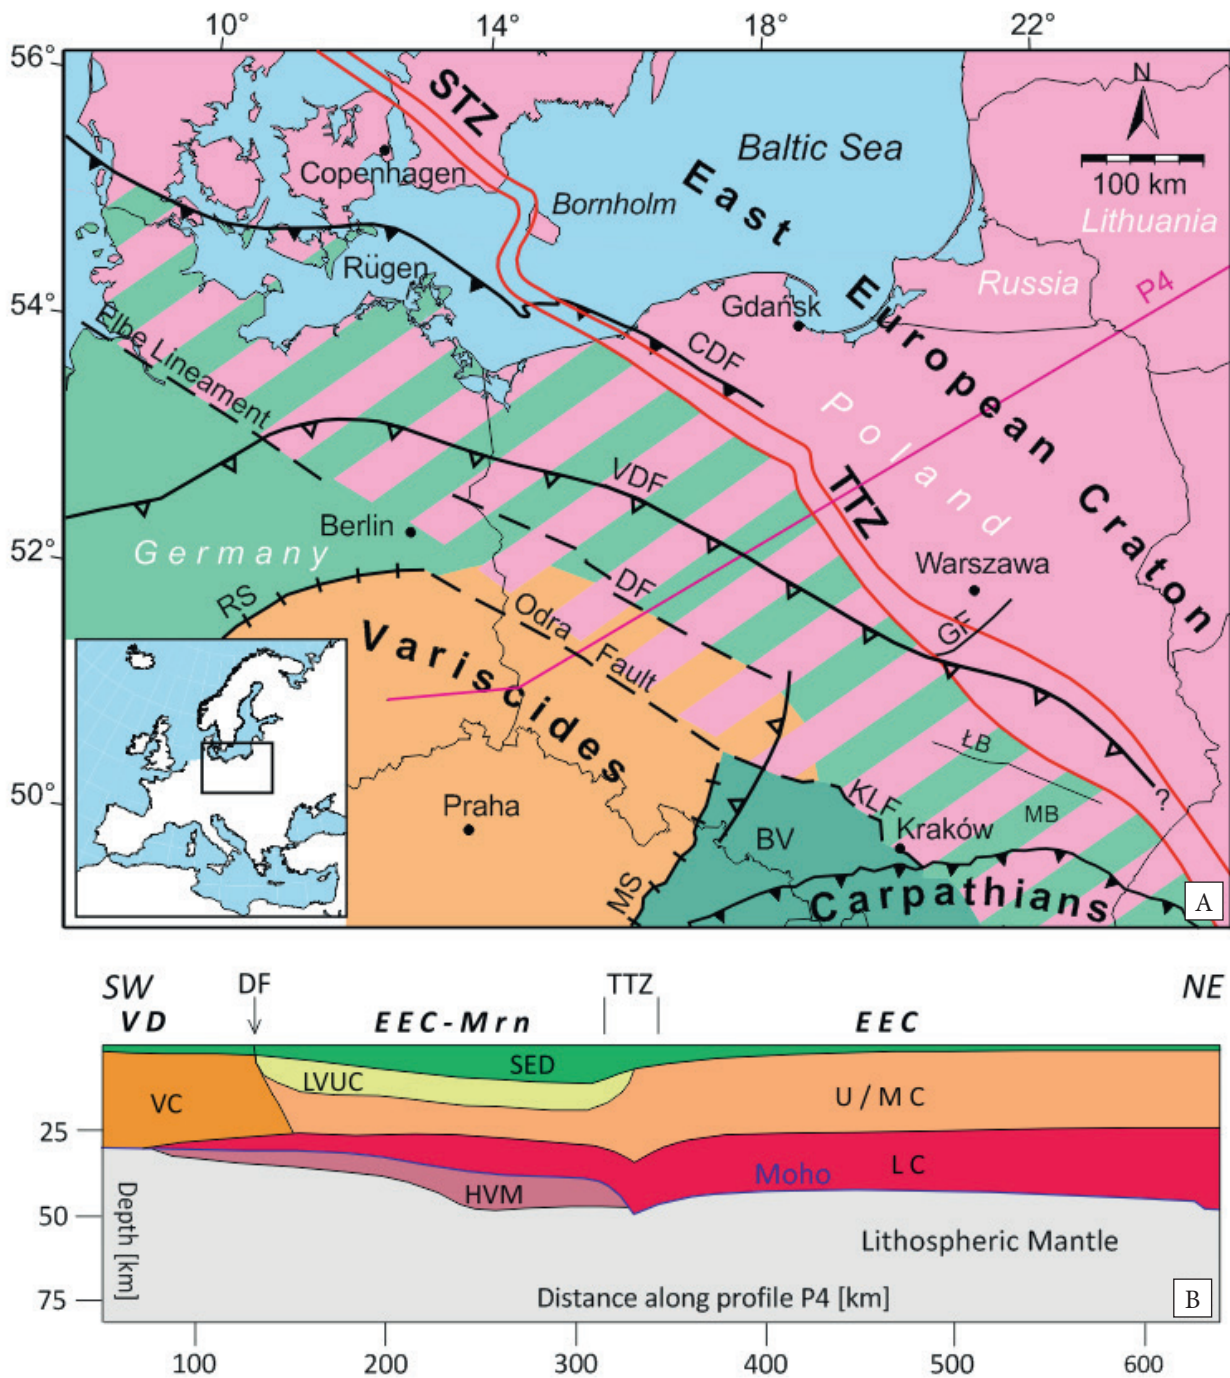 10° 14° 18° 22°
56°
54°
52°
50°
N
100 km
STZ
Baltic Sea
East
European
Craton
Copenhagen
Bornholm
Lithuania
Rügen
Russia
P4
Gdańsk
Elbe Lineament
CDF
Poland
VDF
TTZ
Berlin
Germany
Warszawa
DF
RS
Odra
Fault
GF
Variscides
ŁB
?
KLF
MB
Praha
Kraków
BV
MS
Carpathians
A
SW DF TTZ NE
VD EEC-Mrn EEC
SED
LVUC
VC
U / M C
25
LC
Moho
HVM
50
Depth [km]
Lithospheric Mantle
75
Distance along profile P4 [km]
B
100 200 300 400 500 600